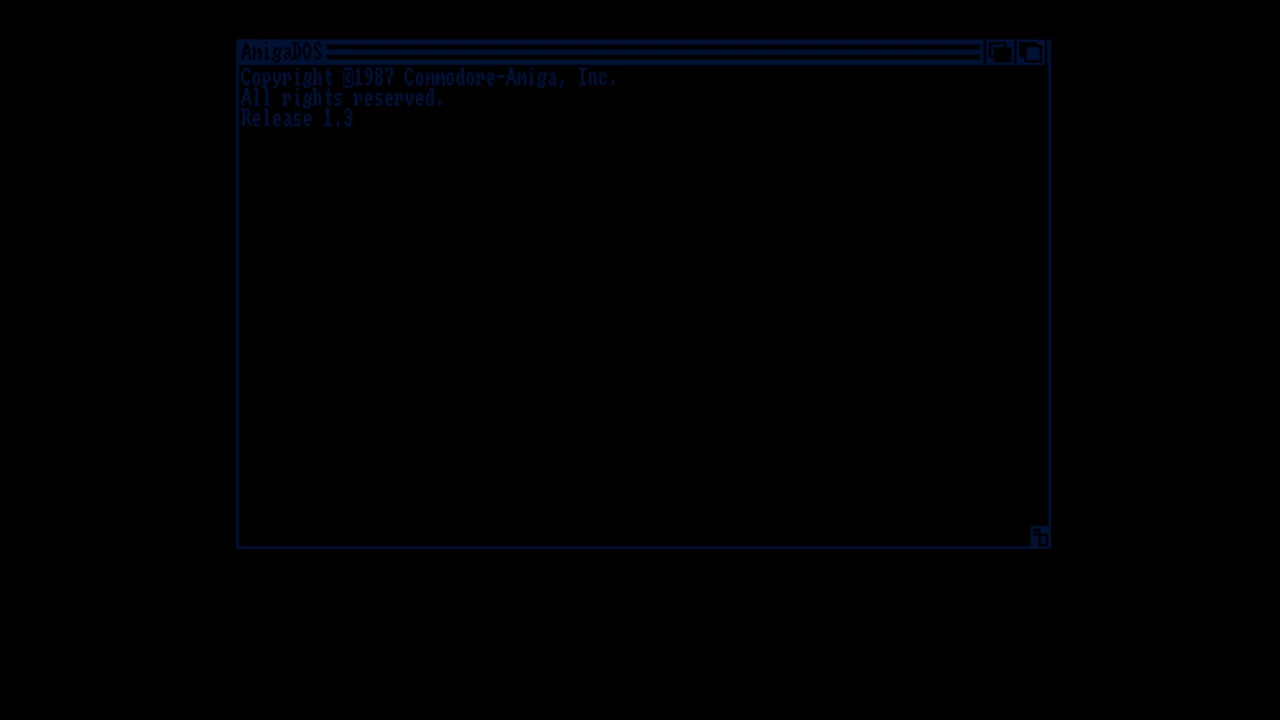 AmigaDOS
Copyright ©1987 Commodore-Amiga, Inc.
All rights reserved.
Release 1.3